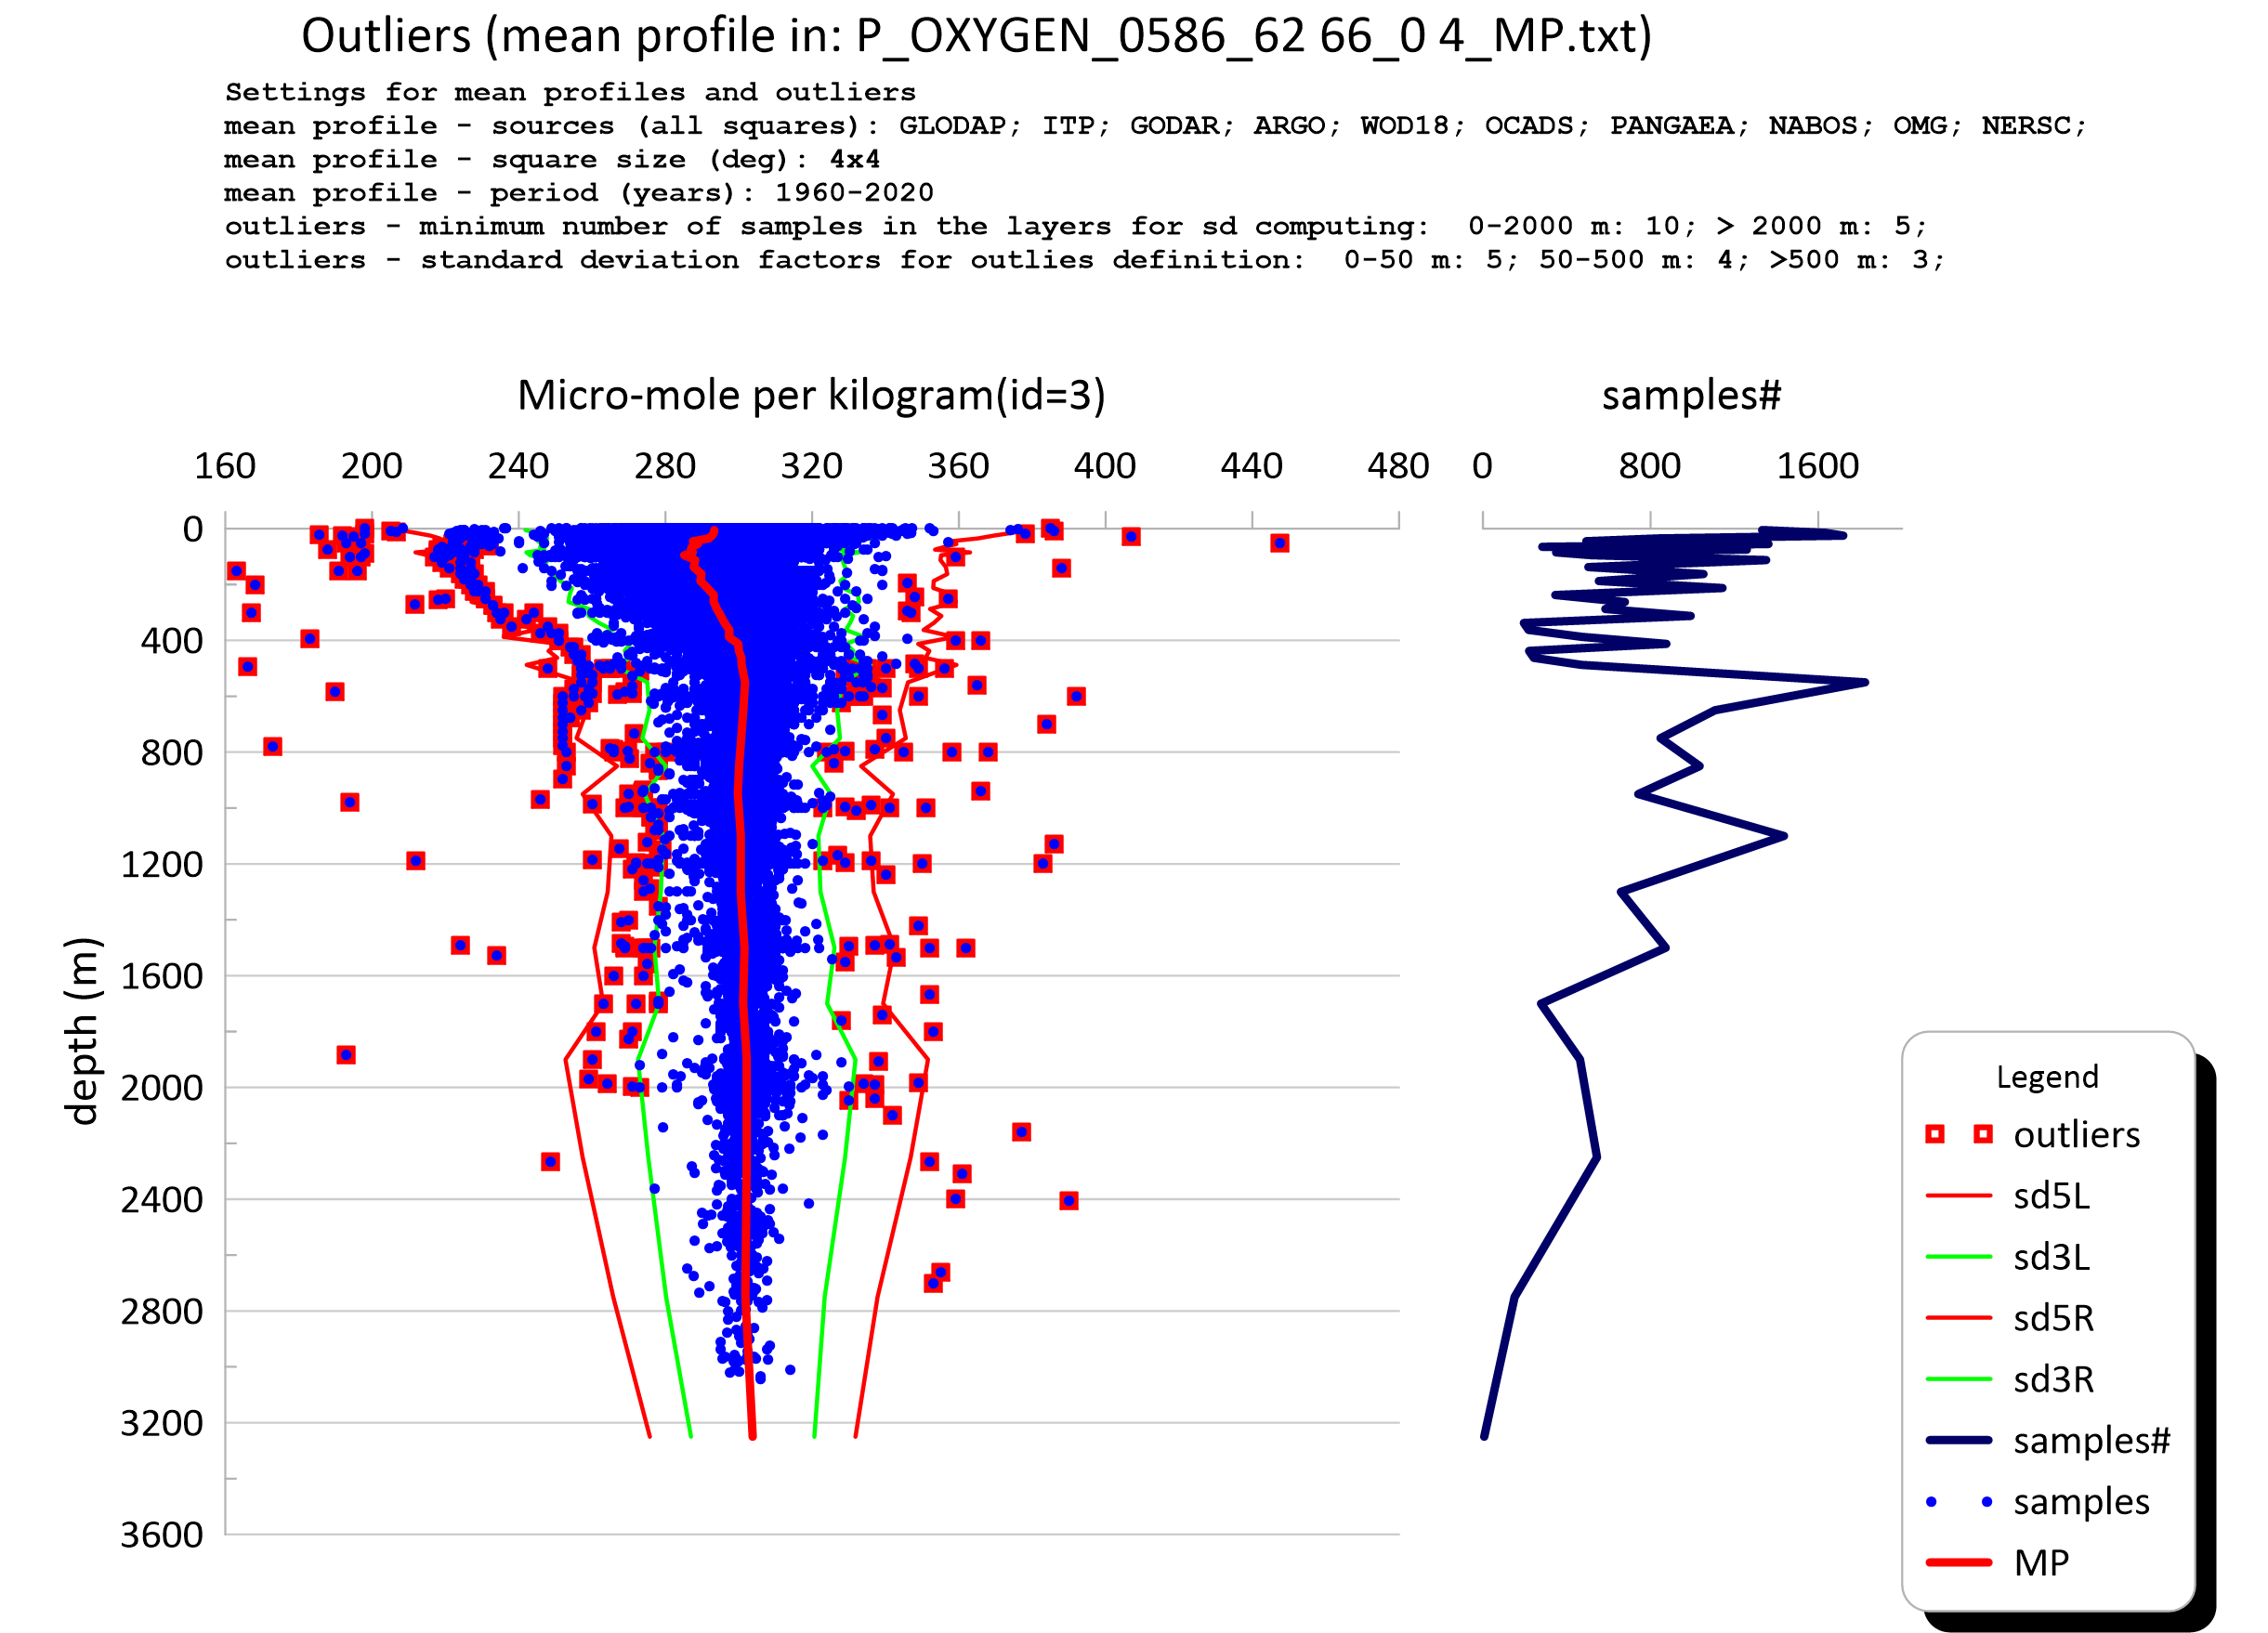 Outliers (mean profile in: P_OXYGEN_0586_62 66_0 4_MP.txt)
Settings for mean profiles and outliers
mean profile - sources (all squares): GLODAP; ITP; GODAR; ARGO; WOD18; OCADS; PANGAEA; NABOS; OMG; NERSC;
mean profile - square size (deg): 4x4
mean profile - period (years): 1960-2020
outliers - minimum number of samples in the layers for sd computing:  0-2000 m: 10; > 2000 m: 5;
outliers - standard deviation factors for outlies definition:  0-50 m: 5; 50-500 m: 4; >500 m: 3;
Micro-mole per kilogram(id=3)
160 200 240 280 320 360 400 440 480
0
400
800
1200
1600
2000
2400
2800
3200
3600
depth (m)
samples#
0 800 1600
Legend
outliers
sd5L
sd3L
sd5R
sd3R
samples#
samples
MP